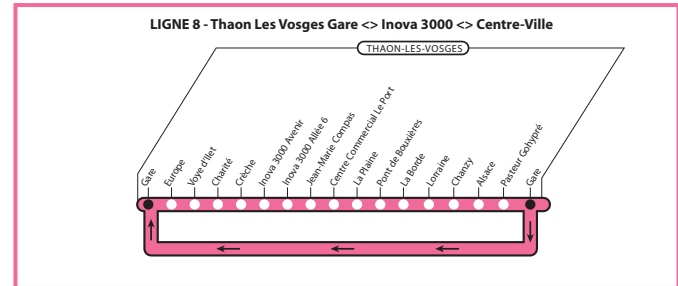 LIGNE 8 - Thaon Les Vosges Gare <> Inova 3000 <> Centre-Ville
THAON-LES-VOSGES
Gare
Europe
Voye d'Ilet
Charité
Crèche
Inova 3000 Avenir
Inova 3000 Allée 6
Jean-Marie Compas
Centre Commercial Le Port
La Plaine
Pont de Bouxières
La Borde
Lorraine
Chanzy
Alsace
Pasteur Gohypré
Gare